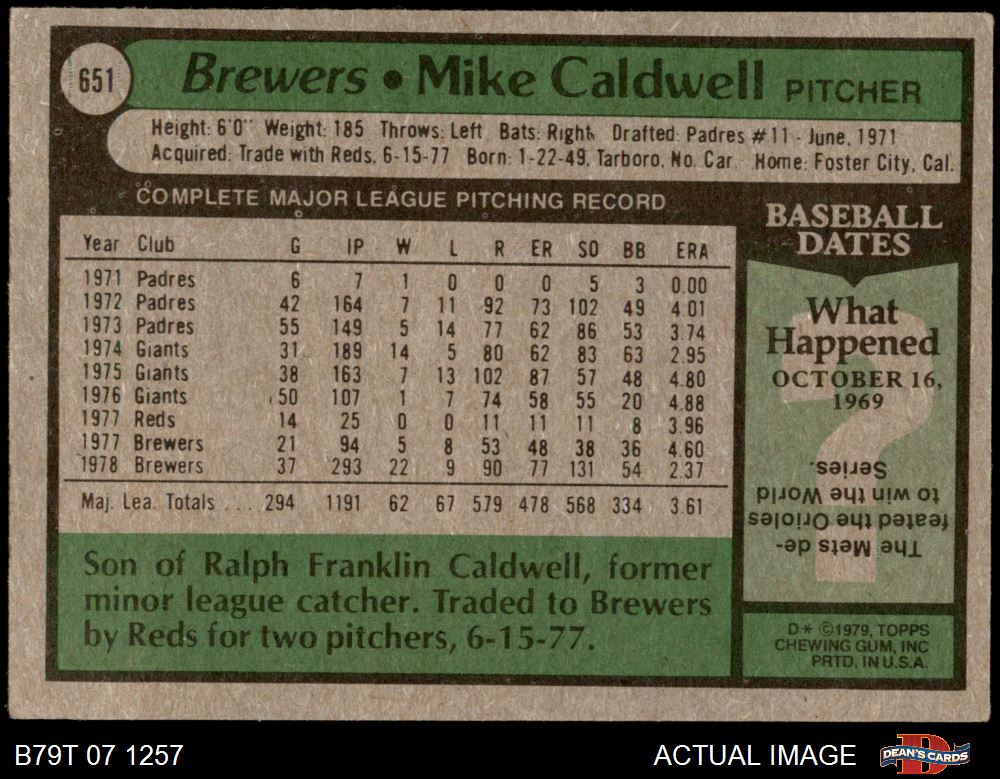 651
Brewers • Mike Caldwell PITCHER
Height: 6'0" Weight: 185 Throws: Left Bats: Right Drafted: Padres #11 - June, 1971
Acquired: Trade with Reds, 6-15-77 Born: 1-22-49, Tarboro, No. Car. Home: Foster City, Cal.
COMPLETE MAJOR LEAGUE PITCHING RECORD
Year Club G IP W L R ER SO BB ERA
1971 Padres 6 7 1 0 0 0 5 3 0.00
1972 Padres 42 164 7 11 92 73 102 49 4.01
1973 Padres 55 149 5 14 77 62 86 53 3.74
1974 Giants 31 189 14 5 80 62 83 63 2.95
1975 Giants 38 163 7 13 102 87 57 48 4.80
1976 Giants 50 107 1 7 74 58 55 20 4.88
1977 Reds 14 25 0 0 11 11 11 8 3.96
1977 Brewers 21 94 5 8 53 48 38 36 4.60
1978 Brewers 37 293 22 9 90 77 131 54 2.37
Maj. Lea. Totals . . . 294 1191 62 67 579 478 568 334 3.61
Son of Ralph Franklin Caldwell, former
minor league catcher. Traded to Brewers
by Reds for two pitchers, 6-15-77.
BASEBALL
DATES
What
Happened
OCTOBER 16,
1969
?
The Mets de-
feated the Orioles
to win the World
Series.
D* ©1979, TOPPS
CHEWING GUM, INC
PRTD. IN U.S.A.
B79T 07 1257
ACTUAL IMAGE
DEAN'S CARDS